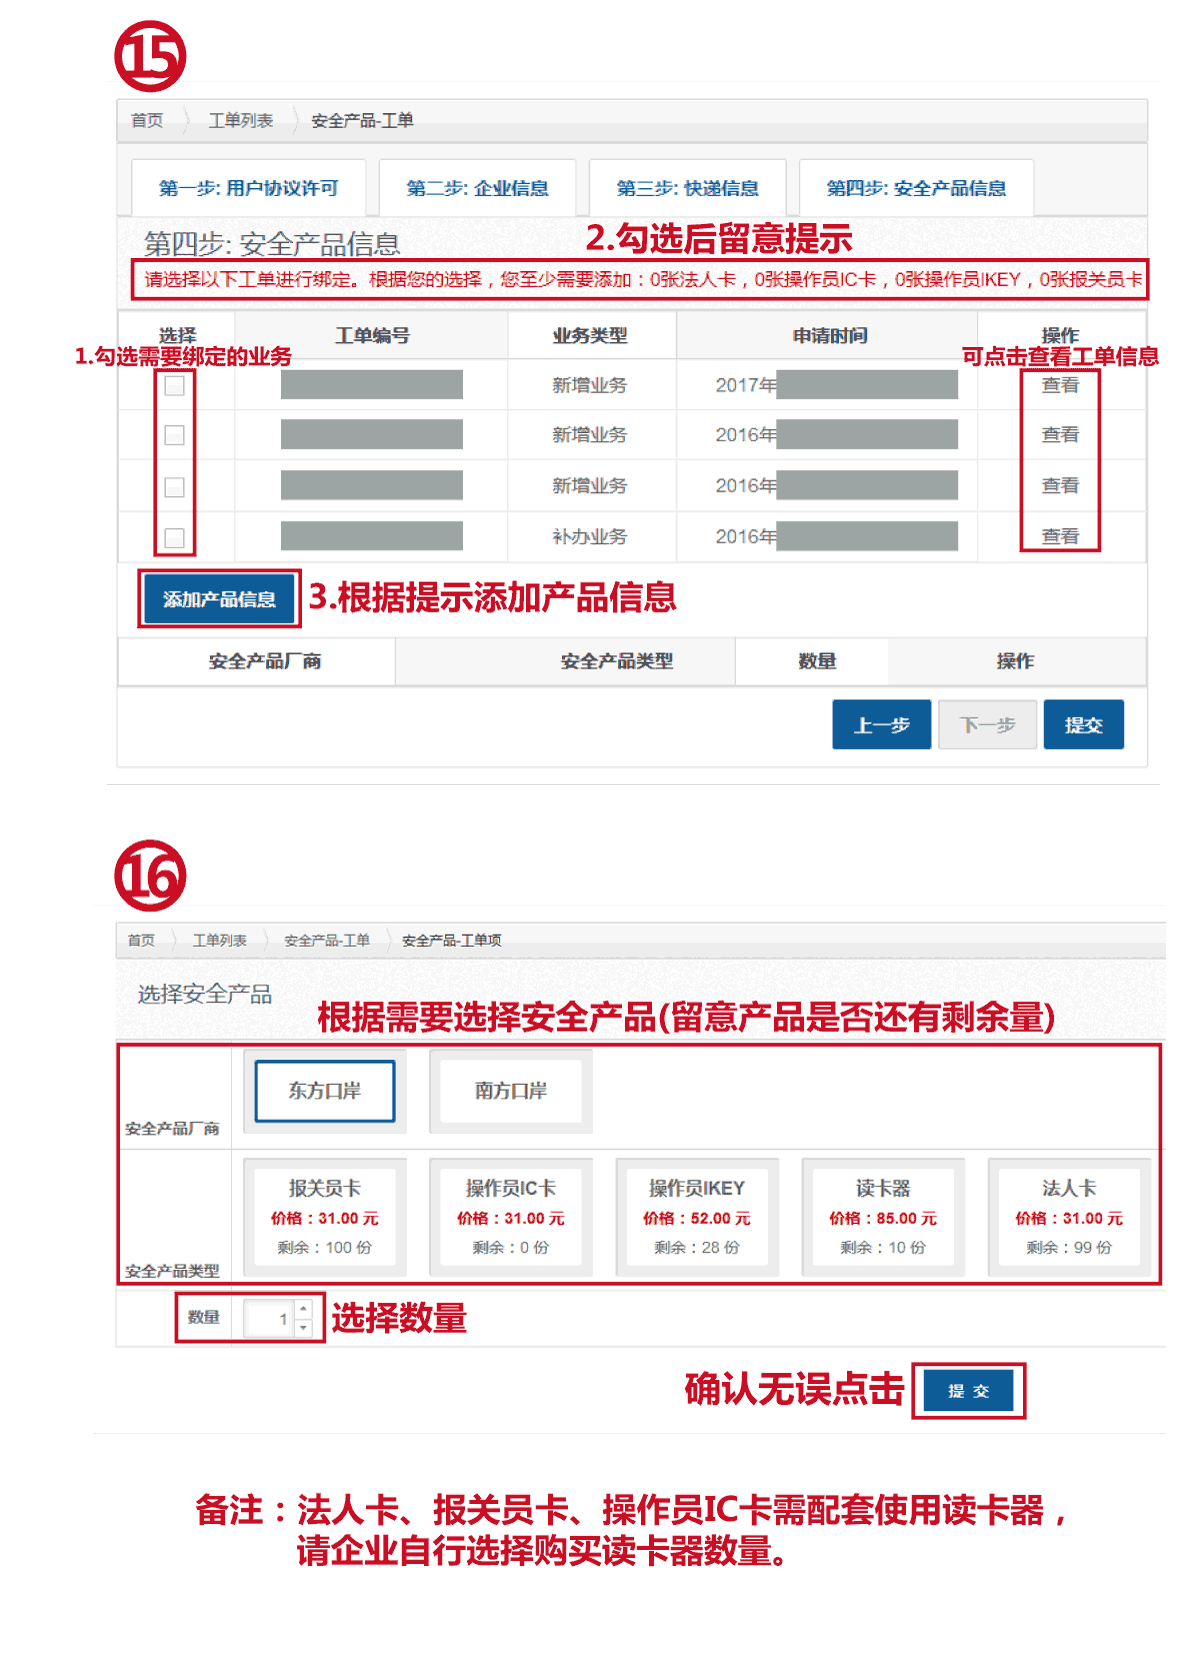 15
首页 工单列表 安全产品-工单
第一步: 用户协议许可 第二步: 企业信息 第三步: 快递信息 第四步: 安全产品信息
第四步: 安全产品信息
2.勾选后留意提示
请选择以下工单进行绑定。根据您的选择，您至少需要添加：0张法人卡，0张操作员IC卡，0张操作员IKEY，0张报关员卡
选择 工单编号 业务类型 申请时间 操作
1.勾选需要绑定的业务 可点击查看工单信息
新增业务 2017年 查看
新增业务 2016年 查看
新增业务 2016年 查看
补办业务 2016年 查看
添加产品信息 3.根据提示添加产品信息
安全产品厂商 安全产品类型 数量 操作
上一步 下一步 提交
16
首页 工单列表 安全产品-工单 安全产品-工单项
选择安全产品
根据需要选择安全产品(留意产品是否还有剩余量)
东方口岸 南方口岸
安全产品厂商
报关员卡 操作员IC卡 操作员IKEY 读卡器 法人卡
价格：31.00 元 价格：31.00 元 价格：52.00 元 价格：85.00 元 价格：31.00 元
剩余：100 份 剩余：0 份 剩余：28 份 剩余：10 份 剩余：99 份
安全产品类型
数量 1 选择数量
确认无误点击 提 交
备注：法人卡、报关员卡、操作员IC卡需配套使用读卡器，
请企业自行选择购买读卡器数量。